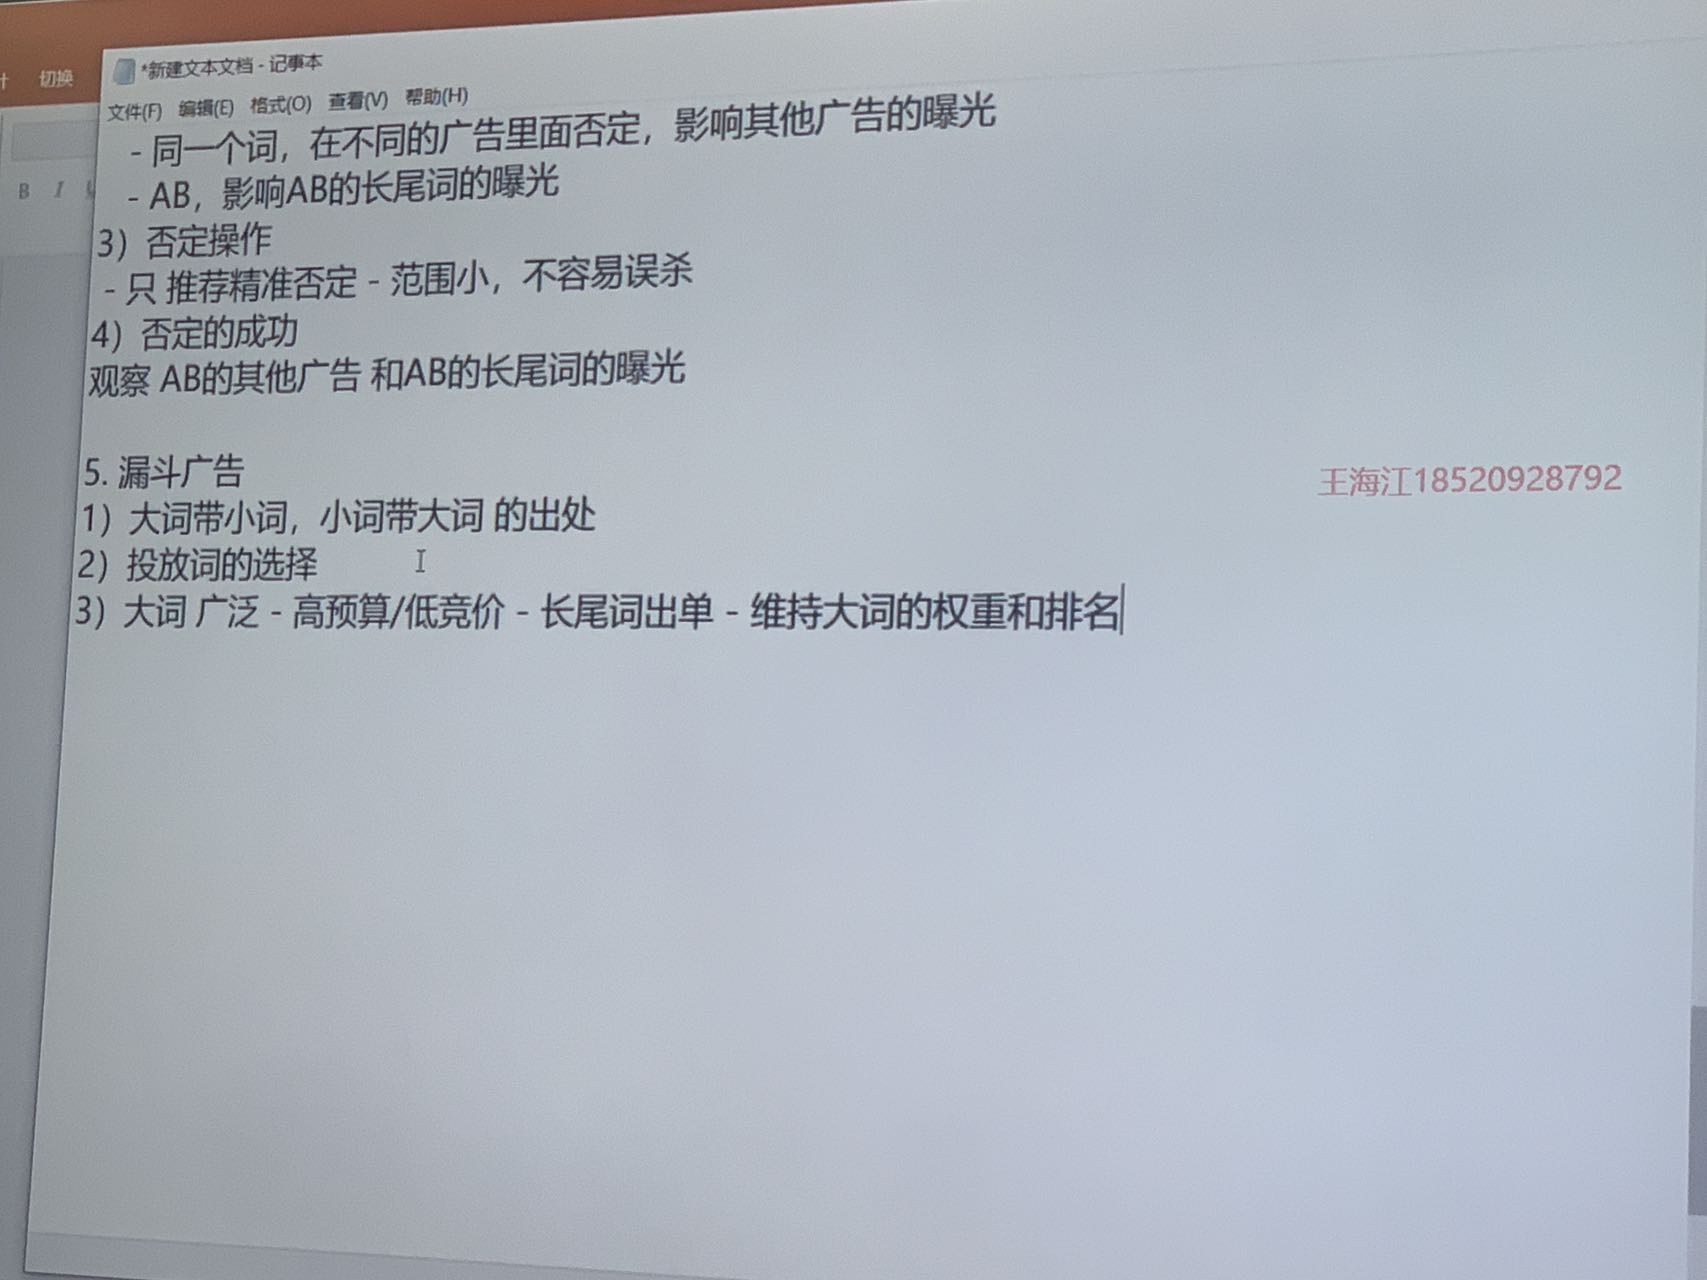 切换
*新建文本文档 - 记事本
文件(F) 编辑(E) 格式(O) 查看(V) 帮助(H)
B I
- 同一个词，在不同的广告里面否定，影响其他广告的曝光
- AB，影响AB的长尾词的曝光
3）否定操作
- 只 推荐精准否定 - 范围小，不容易误杀
4）否定的成功
观察 AB的其他广告 和AB的长尾词的曝光
5. 漏斗广告
王海江18520928792
1）大词带小词，小词带大词 的出处
2）投放词的选择
3）大词 广泛 - 高预算/低竞价 - 长尾词出单 - 维持大词的权重和排名